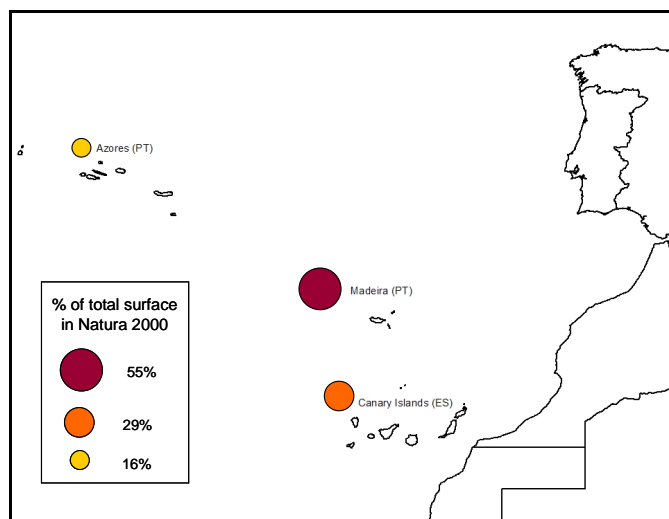 Azores (PT)
Madeira (PT)
Canary Islands (ES)
% of total surface
in Natura 2000
55%
29%
16%